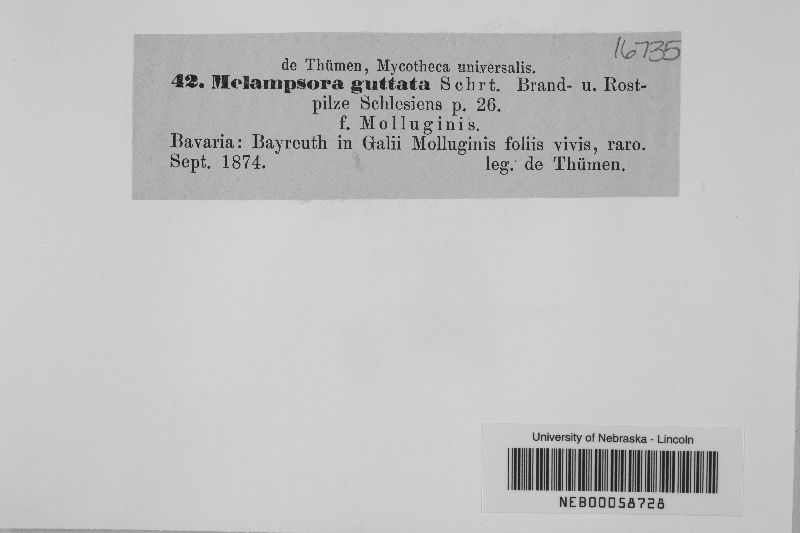 16735
de Thümen, Mycotheca universalis.
42. Melampsora guttata Schrt. Brand- u. Rost-
pilze Schlesiens p. 26.
f. Molluginis.
Bavaria: Bayreuth in Galii Molluginis foliis vivis, raro.
Sept. 1874. leg. de Thümen.
University of Nebraska - Lincoln
NEB00058728